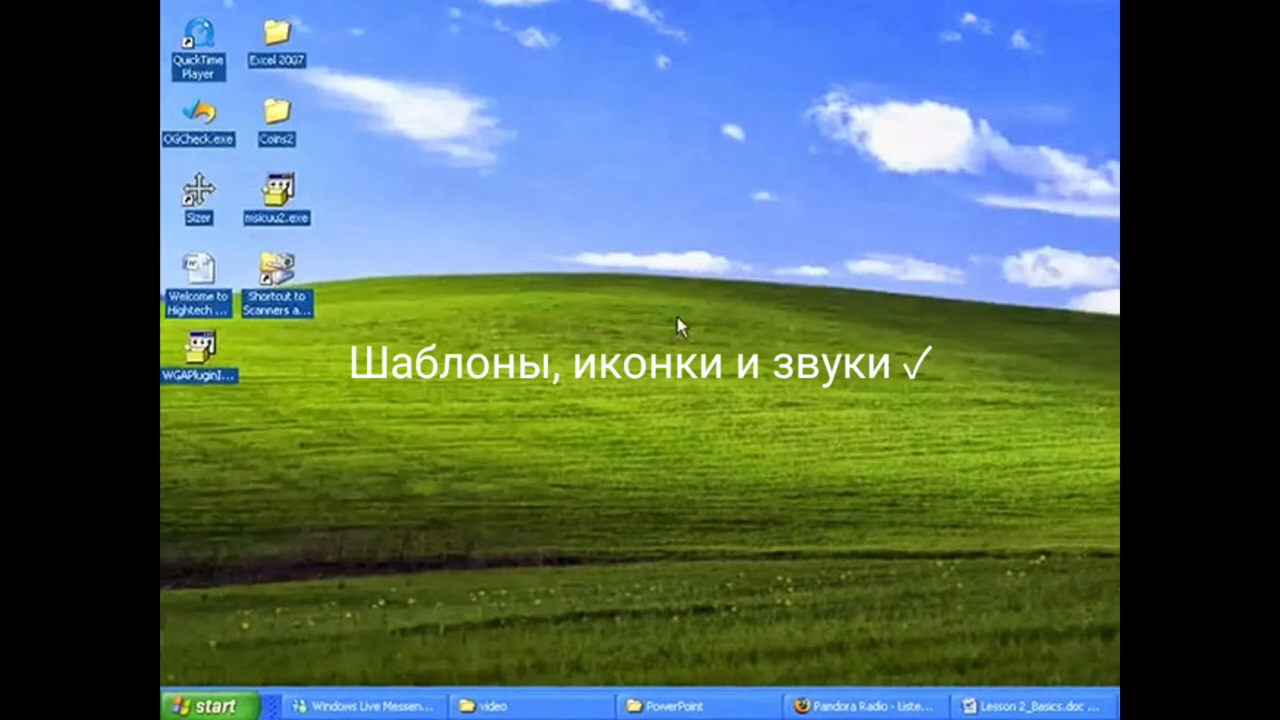 QuickTime
Player
Excel 2007
OGCheck.exe
Coins2
Sizer
msicuu2.exe
Welcome to
Hightech ...
Shortcut to
Scanners a...
WGAPluginI...
Шаблоны, иконки и звуки ✓
start
Windows Live Messen...
video
PowerPoint
Pandora Radio - Liste...
Lesson 2_Basics.doc ...